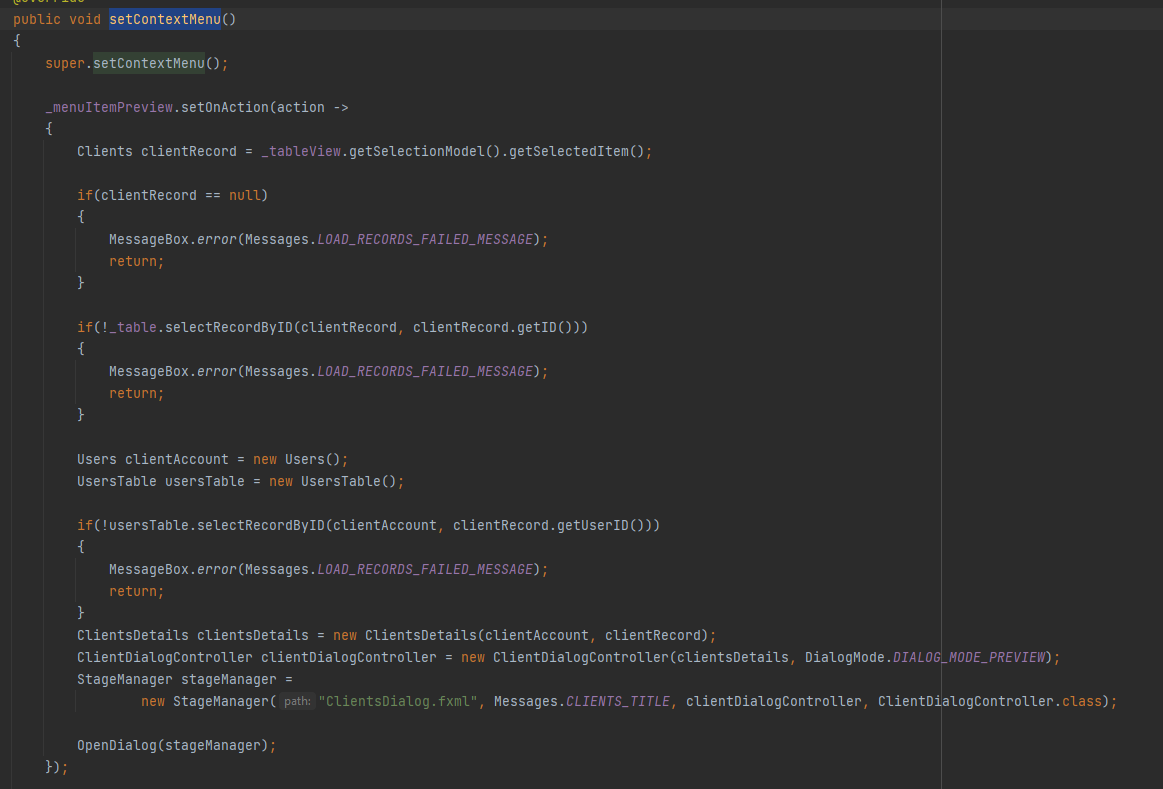 @Override
public void setContextMenu()
{
super.setContextMenu();
_menuItemPreview.setOnAction(action ->
{
Clients clientRecord = _tableView.getSelectionModel().getSelectedItem();
if(clientRecord == null)
{
MessageBox.error(Messages.LOAD_RECORDS_FAILED_MESSAGE);
return;
}
if(!_table.selectRecordByID(clientRecord, clientRecord.getID()))
{
MessageBox.error(Messages.LOAD_RECORDS_FAILED_MESSAGE);
return;
}
Users clientAccount = new Users();
UsersTable usersTable = new UsersTable();
if(!usersTable.selectRecordByID(clientAccount, clientRecord.getUserID()))
{
MessageBox.error(Messages.LOAD_RECORDS_FAILED_MESSAGE);
return;
}
ClientsDetails clientsDetails = new ClientsDetails(clientAccount, clientRecord);
ClientDialogController clientDialogController = new ClientDialogController(clientsDetails, DialogMode.DIALOG_MODE_PREVIEW);
StageManager stageManager =
new StageManager( path: "ClientsDialog.fxml", Messages.CLIENTS_TITLE, clientDialogController, ClientDialogController.class);
OpenDialog(stageManager);
});